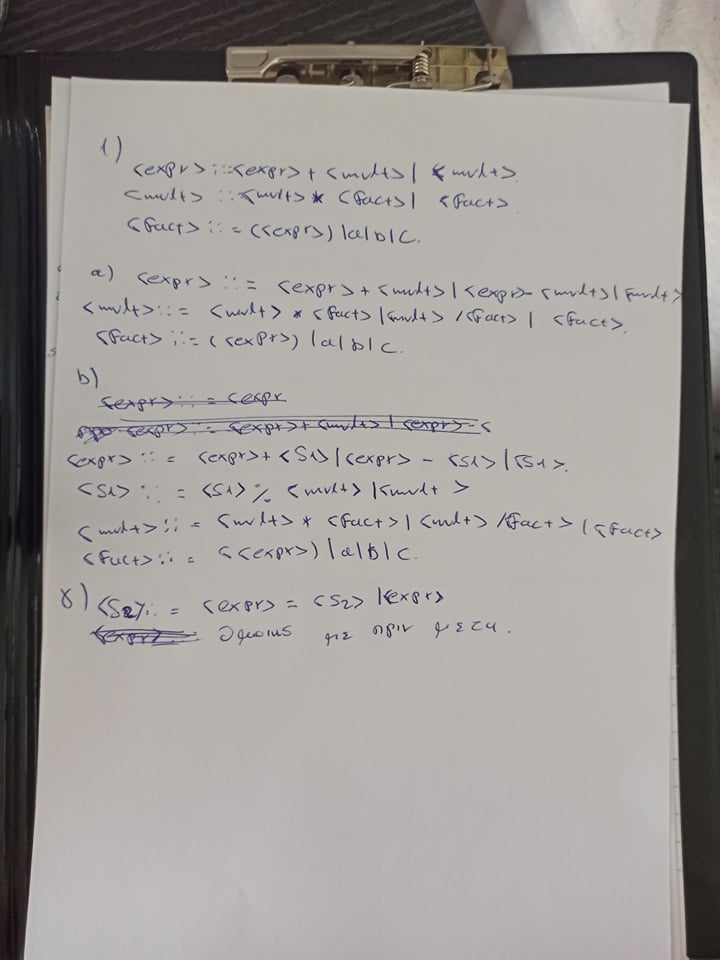 1)
<expr> ::= <expr> + <mult> | <mult>
<mult> ::= <mult> * <fact> | <fact>
<fact> ::= (<expr>) |a|b|c.
a) <expr> ::= <expr> + <mult> | <expr> - <mult> | <mult>
<mult> ::= <mult> * <fact> | <mult> / <fact> | <fact>.
<fact> ::= (<expr>) |a|b|c.
b)
<expr> ::= <expr
<expr> ::= <expr> + <mult> | <expr> - <
<expr> ::= <expr> + <S1> | <expr> - <S1> | <S1>.
<S1> ::= <S1> % <mult> | <mult>
<mult> ::= <mult> * <fact> | <mult> / <fact> | <fact>
<fact> ::= (<expr>) |a|b|c.
γ) <S2> ::= <expr> = <S2> | <expr>
<expr> Ομοιως με πριν μετα.